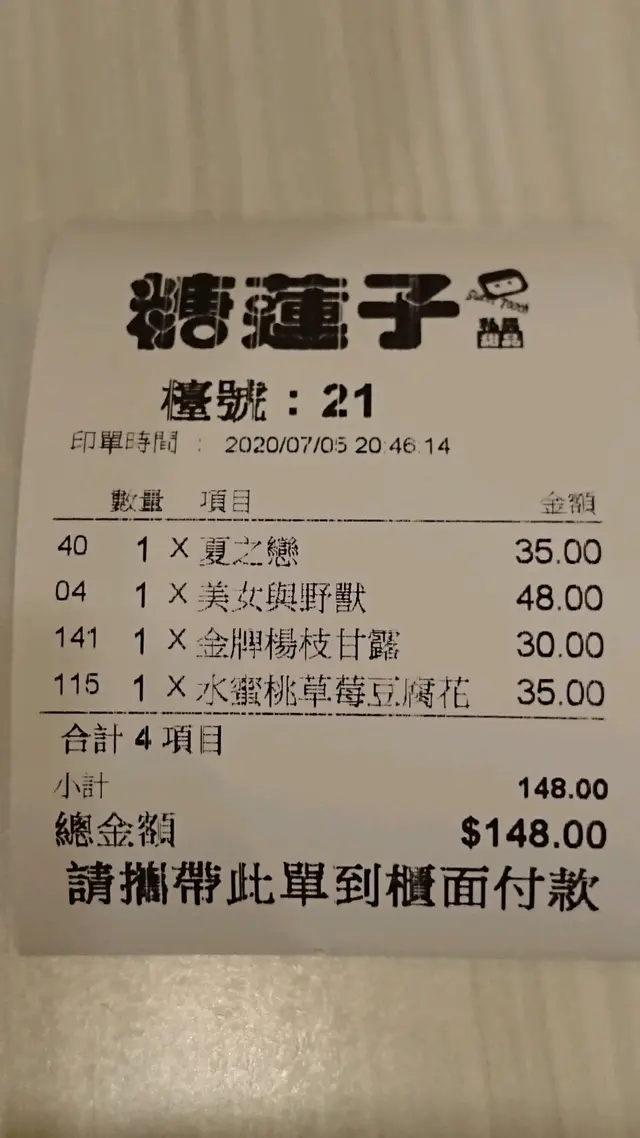 糖蓮子
私房
甜品
檯號：21
印單時間 ： 2020/07/05 20:46:14
數量 項目 金額
40 1 X 夏之戀 35.00
04 1 X 美女與野獸 48.00
141 1 X 金牌楊枝甘露 30.00
115 1 X 水蜜桃草莓豆腐花 35.00
合計 4 項目
小計 148.00
總金額 $148.00
請攜帶此單到櫃面付款